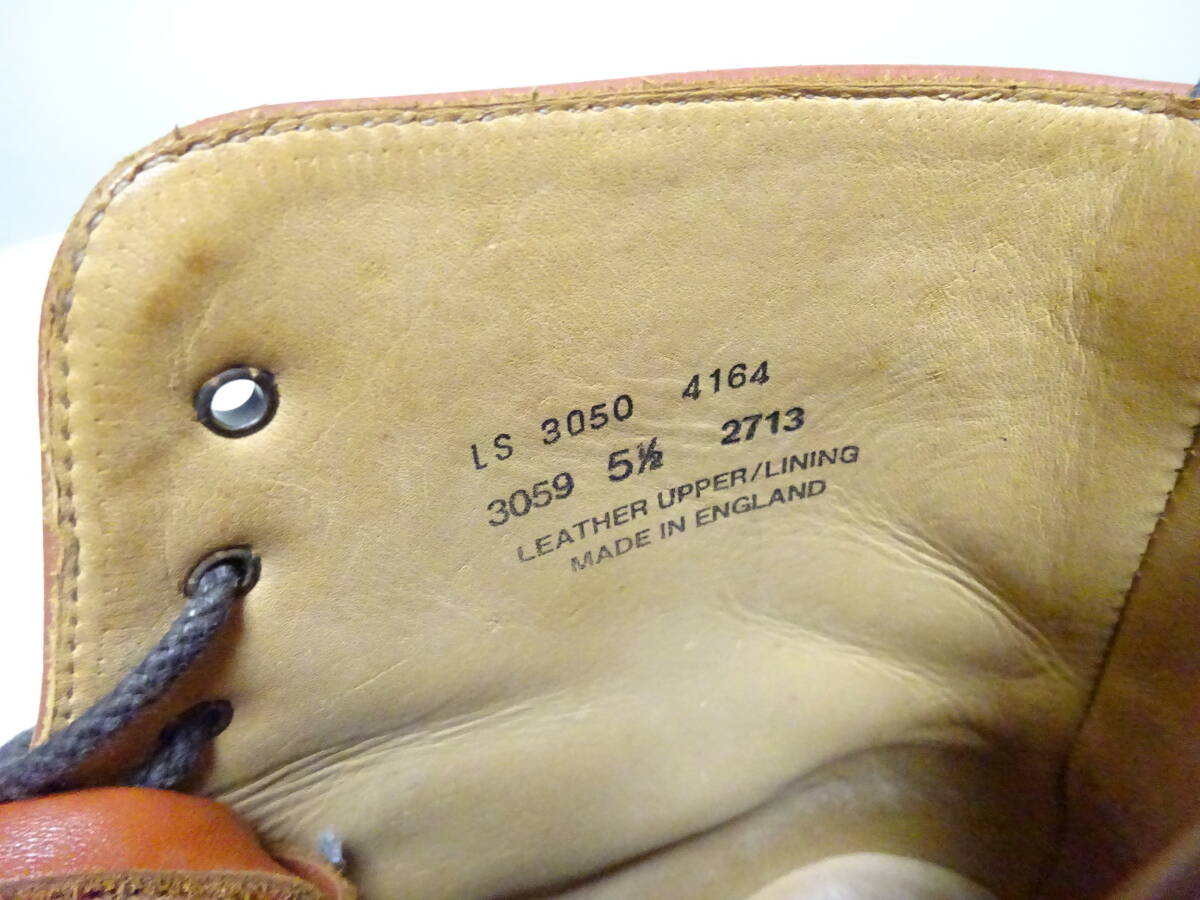 LS 3050 4164
3059 5½ 2713
LEATHER UPPER/LINING
MADE IN ENGLAND